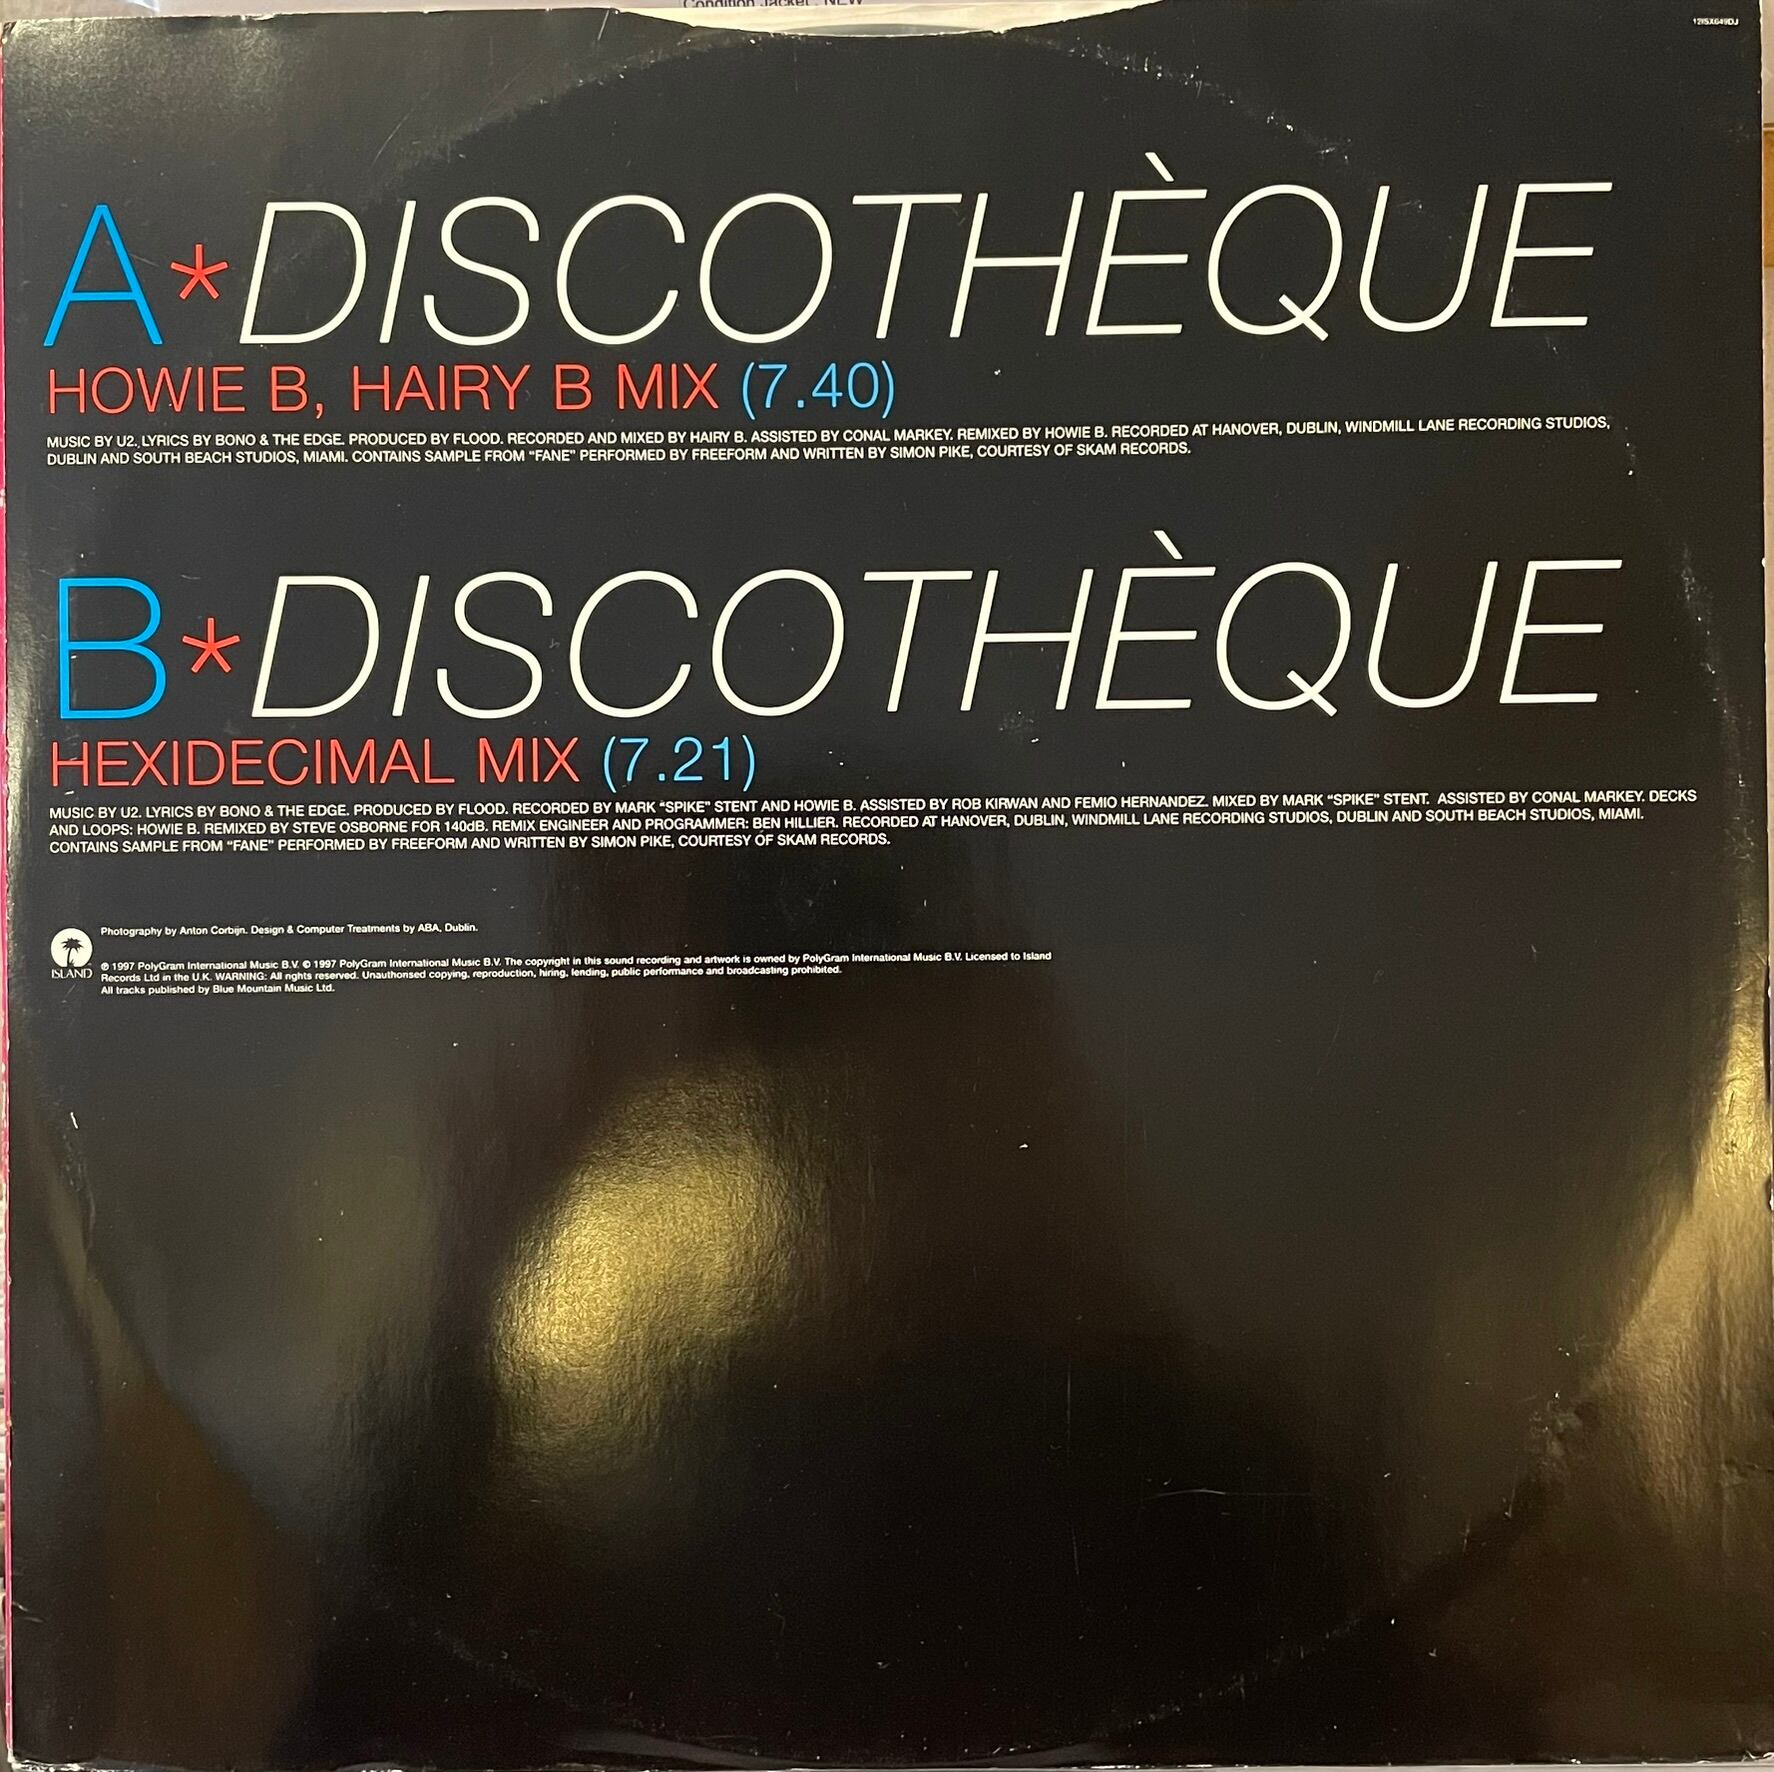 Condition Jacket: NEW
12ISX649DJ
A*DISCOTHÈQUE
HOWIE B, HAIRY B MIX (7.40)
MUSIC BY U2. LYRICS BY BONO & THE EDGE. PRODUCED BY FLOOD. RECORDED AND MIXED BY HAIRY B. ASSISTED BY CONAL MARKEY. REMIXED BY HOWIE B. RECORDED AT HANOVER, DUBLIN, WINDMILL LANE RECORDING STUDIOS,
DUBLIN AND SOUTH BEACH STUDIOS, MIAMI. CONTAINS SAMPLE FROM "FANE" PERFORMED BY FREEFORM AND WRITTEN BY SIMON PIKE, COURTESY OF SKAM RECORDS.
B*DISCOTHÈQUE
HEXIDECIMAL MIX (7.21)
MUSIC BY U2. LYRICS BY BONO & THE EDGE. PRODUCED BY FLOOD. RECORDED BY MARK "SPIKE" STENT AND HOWIE B. ASSISTED BY ROB KIRWAN AND FEMIO HERNANDEZ. MIXED BY MARK "SPIKE" STENT. ASSISTED BY CONAL MARKEY. DECKS
AND LOOPS: HOWIE B. REMIXED BY STEVE OSBORNE FOR 140dB. REMIX ENGINEER AND PROGRAMMER: BEN HILLIER. RECORDED AT HANOVER, DUBLIN, WINDMILL LANE RECORDING STUDIOS, DUBLIN AND SOUTH BEACH STUDIOS, MIAMI.
CONTAINS SAMPLE FROM "FANE" PERFORMED BY FREEFORM AND WRITTEN BY SIMON PIKE, COURTESY OF SKAM RECORDS.
ISLAND
Photography by Anton Corbijn. Design & Computer Treatments by ABA, Dublin.
℗ 1997 PolyGram International Music B.V. © 1997 PolyGram International Music B.V. The copyright in this sound recording and artwork is owned by PolyGram International Music B.V. Licensed to Island
Records Ltd in the U.K. WARNING: All rights reserved. Unauthorised copying, reproduction, hiring, lending, public performance and broadcasting prohibited.
All tracks published by Blue Mountain Music Ltd.